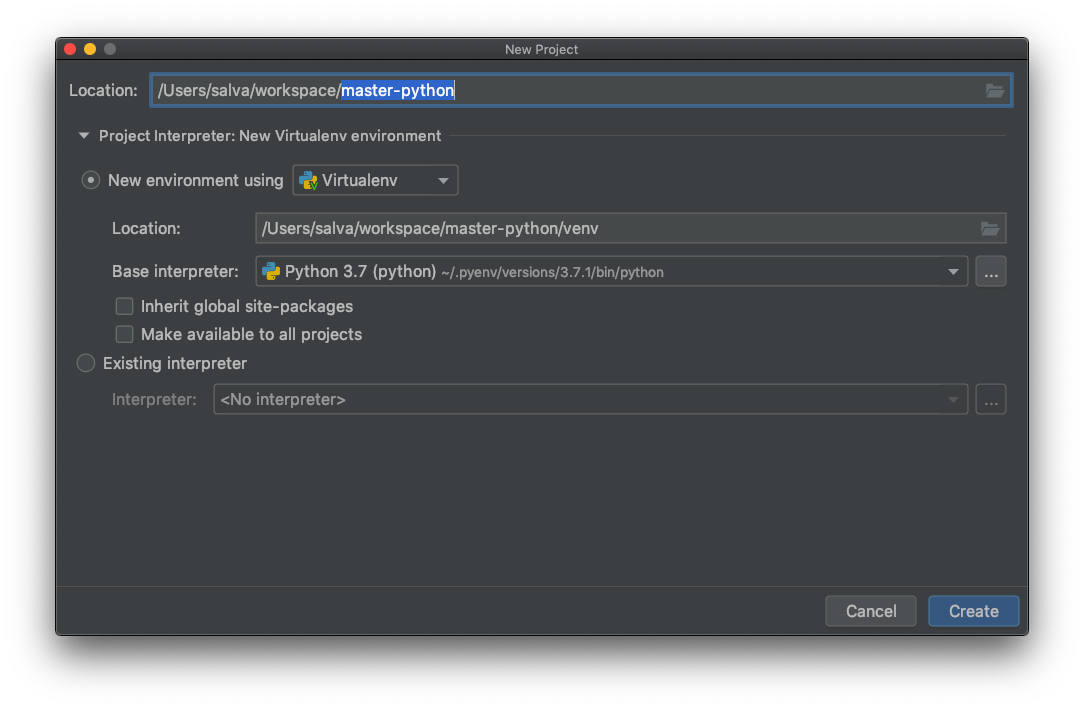 New Project
Location: /Users/salva/workspace/master-python
Project Interpreter: New Virtualenv environment
New environment using Virtualenv
Location: /Users/salva/workspace/master-python/venv
Base interpreter: Python 3.7 (python) ~/.pyenv/versions/3.7.1/bin/python ...
Inherit global site-packages
Make available to all projects
Existing interpreter
Interpreter: <No interpreter> ...
Cancel Create